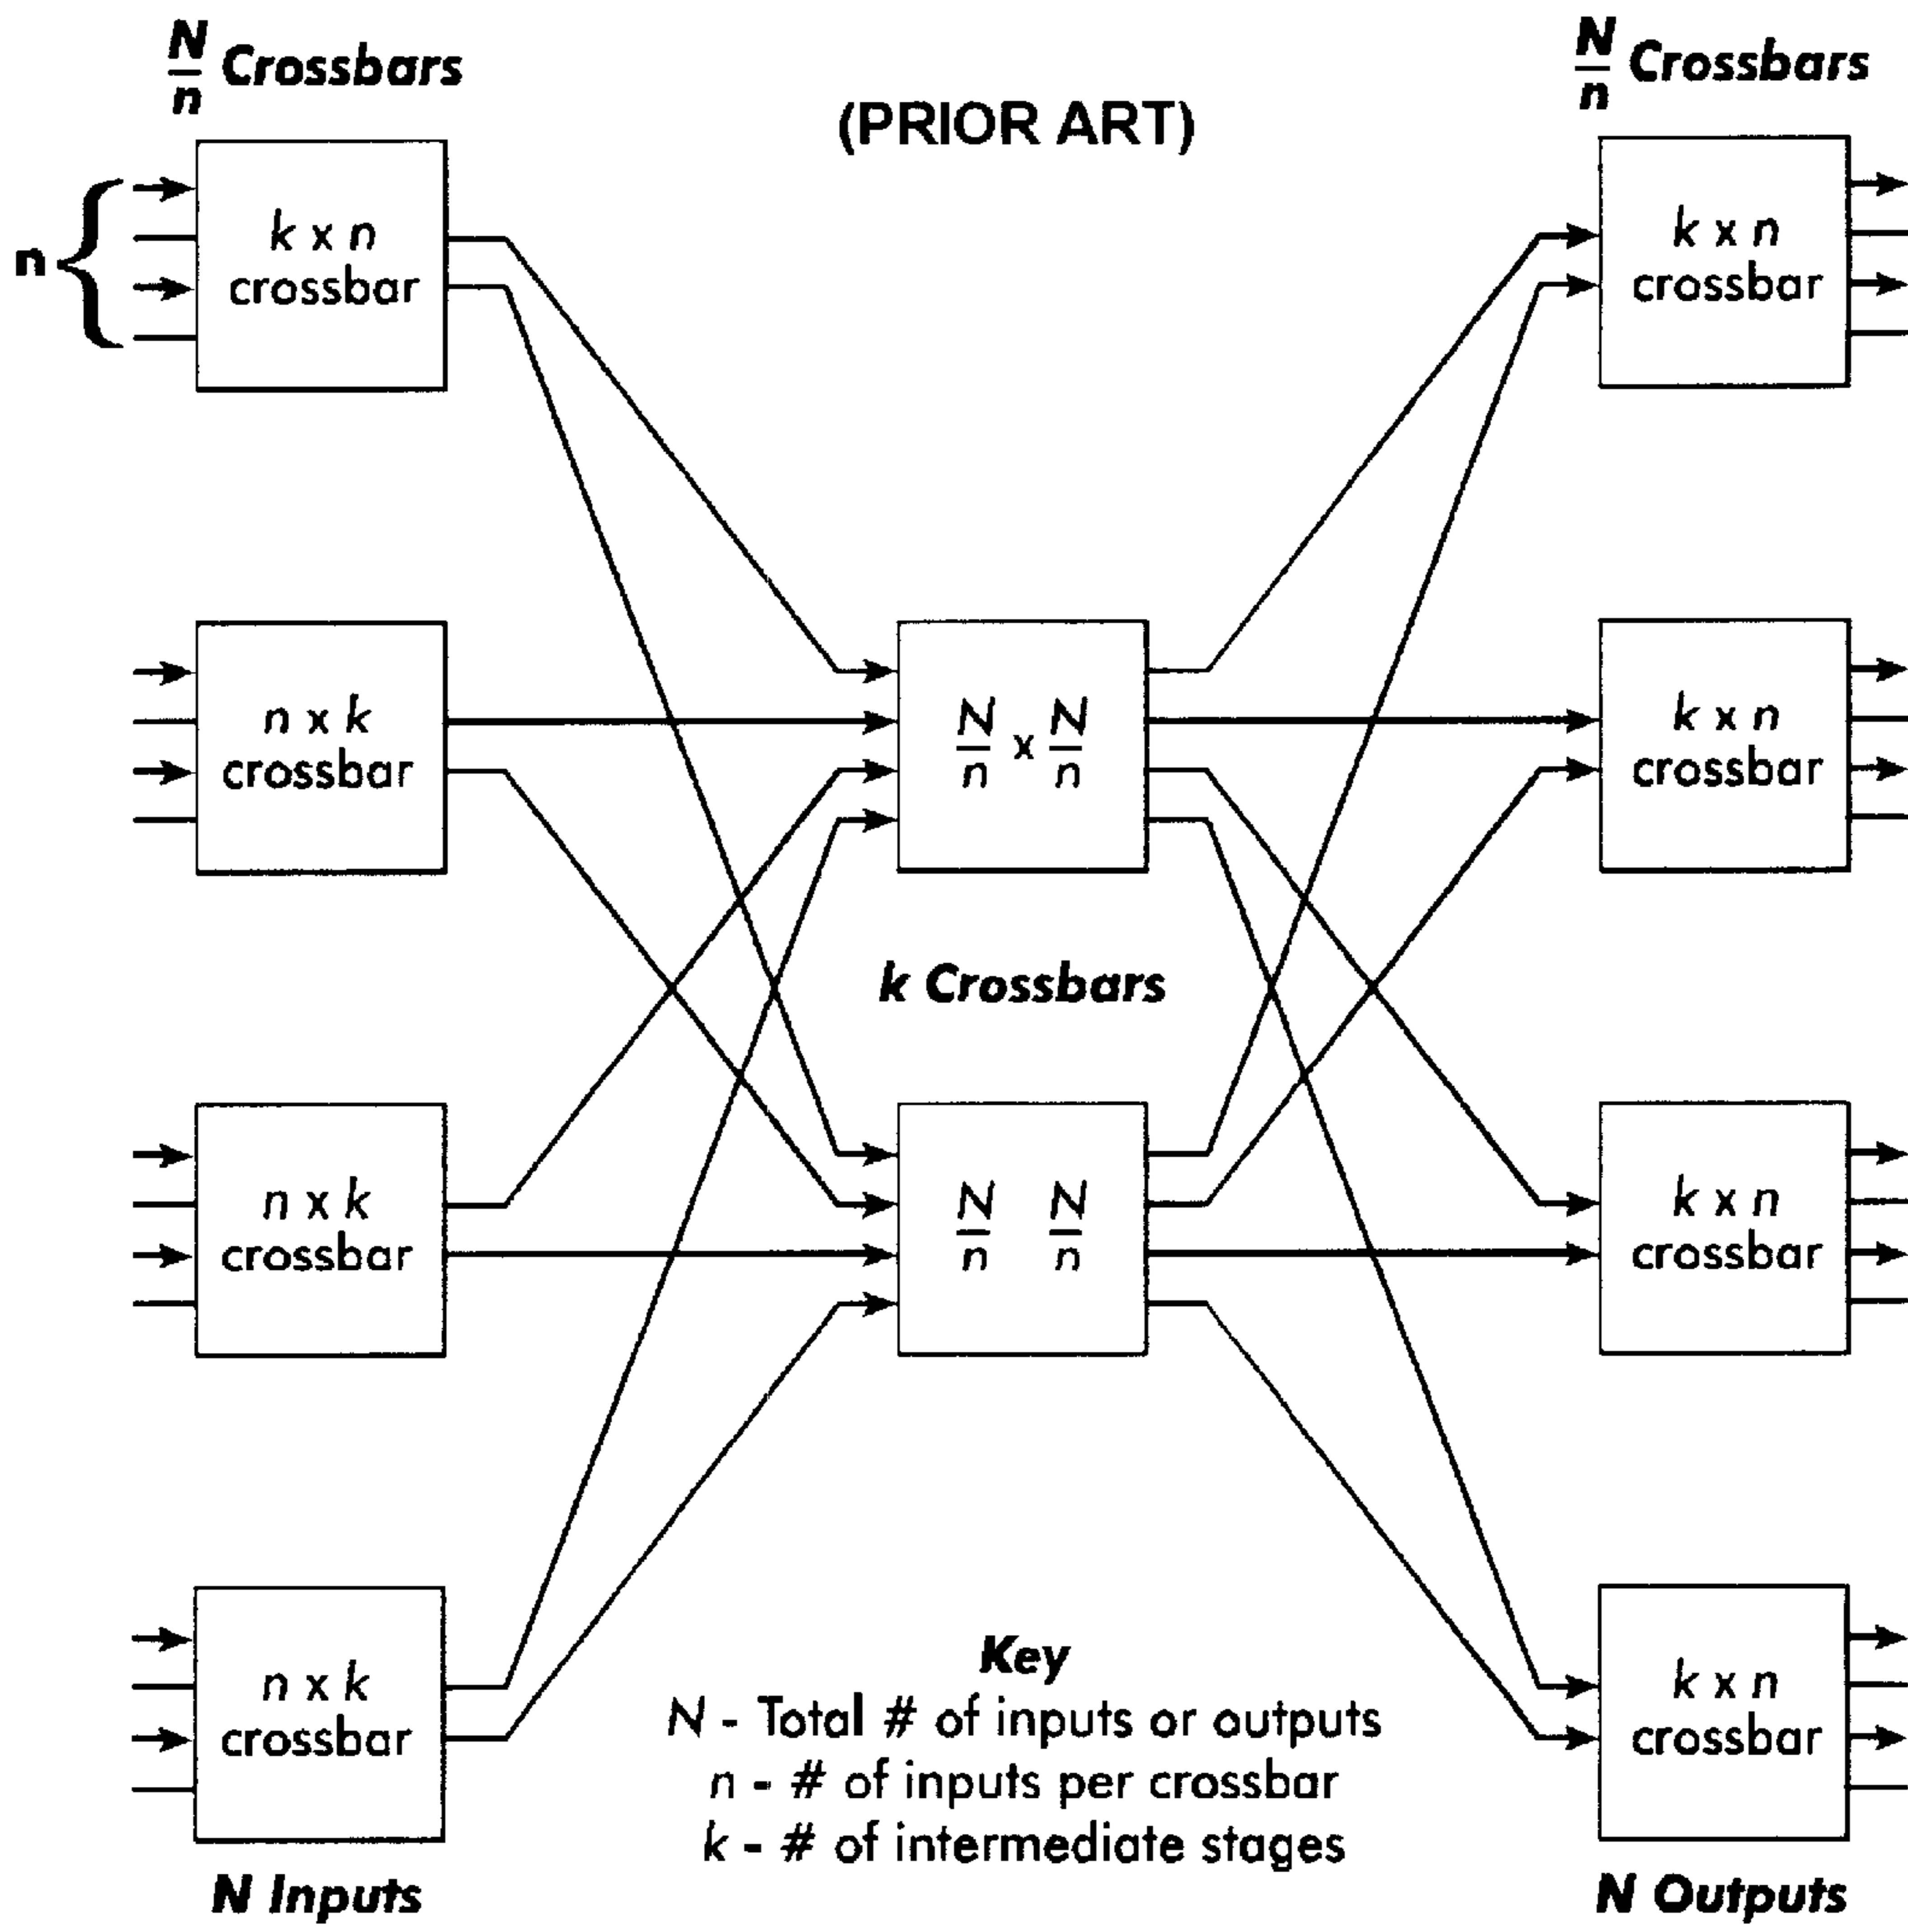 N
n Crossbars
(PRIOR ART)
N
n Crossbars
n
k x n
crossbar
k x n
crossbar
n x k
crossbar
N x N
n n
k x n
crossbar
k Crossbars
n x k
crossbar
N N
n n
k x n
crossbar
n x k
crossbar
k x n
crossbar
Key
N - Total # of inputs or outputs
n - # of inputs per crossbar
k - # of intermediate stages
N Inputs
N Outputs